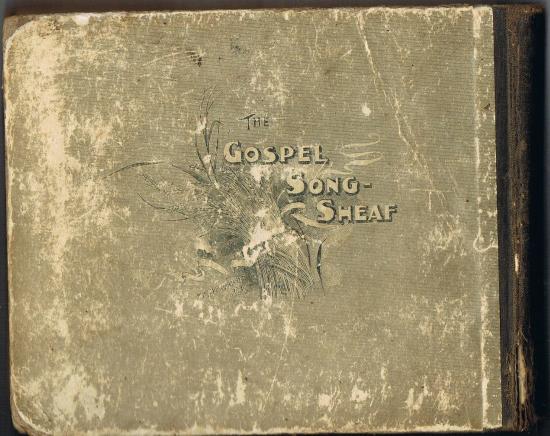 THE
GOSPEL
SONG-
SHEAF